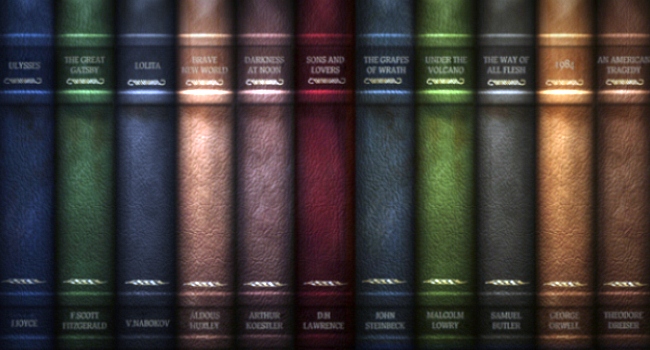 ULYSSES
J.JOYCE
THE GREAT
GATSBY
F.SCOTT
FITZGERALD
LOLITA
V.NABOKOV
BRAVE
NEW WORLD
ALDOUS
HUXLEY
DARKNESS
AT NOON
ARTHUR
KOESTLER
SONS AND
LOVERS
D.H
LAWRENCE
THE GRAPES
OF WRATH
JOHN
STEINBECK
UNDER THE
VOLCANO
MALCOLM
LOWRY
THE WAY OF
ALL FLESH
SAMUEL
BUTLER
1984
GEORGE
ORWELL
AN AMERICAN
TRAGEDY
THEODORE
DREISER